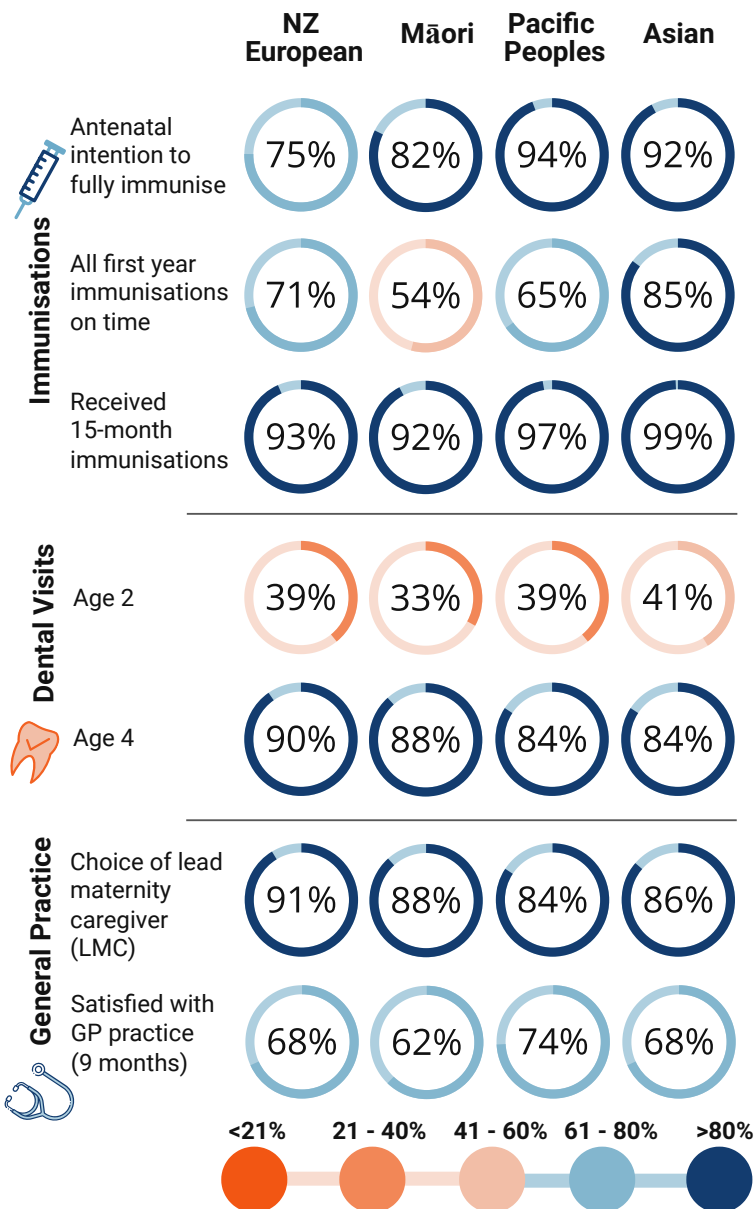 NZ
European
Māori
Pacific
Peoples
Asian
Immunisations
Antenatal
intention to
fully immunise
75%
82%
94%
92%
All first year
immunisations
on time
71%
54%
65%
85%
Received
15-month
immunisations
93%
92%
97%
99%
Dental Visits
Age 2
39%
33%
39%
41%
Age 4
90%
88%
84%
84%
General Practice
Choice of lead
maternity
caregiver
(LMC)
91%
88%
84%
86%
Satisfied with
GP practice
(9 months)
68%
62%
74%
68%
<21%
21 - 40%
41 - 60%
61 - 80%
>80%